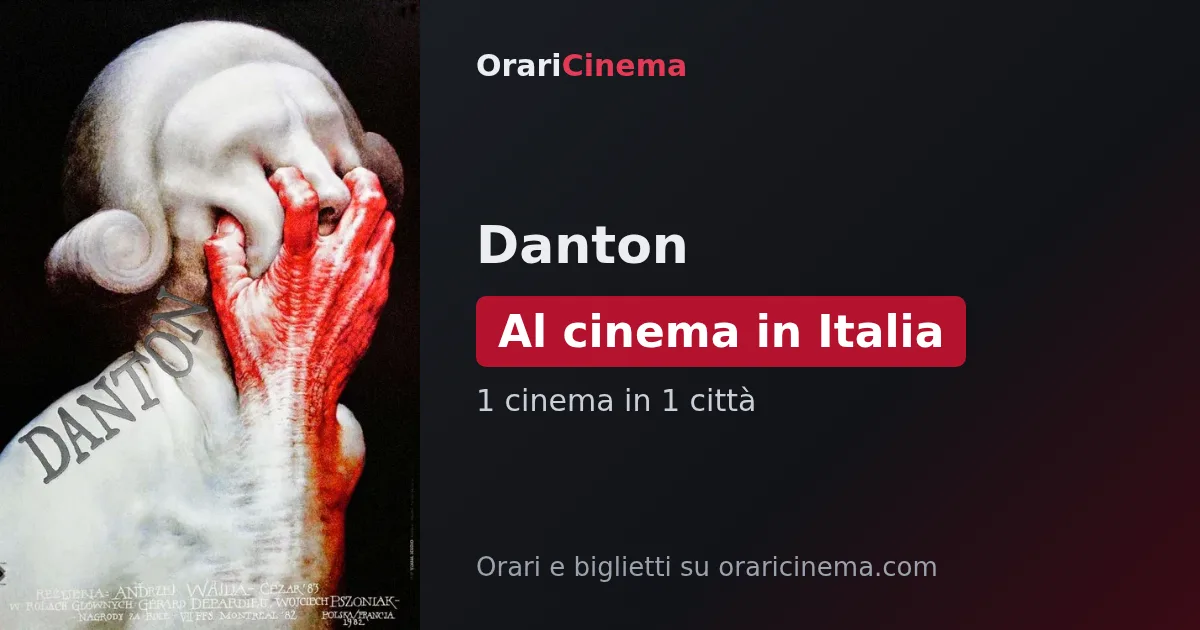 OrariCinema
Danton
Al cinema in Italia
1 cinema in 1 città
Orari e biglietti su oraricinema.com
DANTON
REŻYSERIA: ANDRZEJ WAJDA - CEZAR '83
W ROLACH GŁÓWNYCH: GÉRARD DEPARDIEU, WOJCIECH PSZONIAK -
NAGRODY ZA ROLE - VII FFS MONTREAL '82
POLSKA/FRANCJA
1982